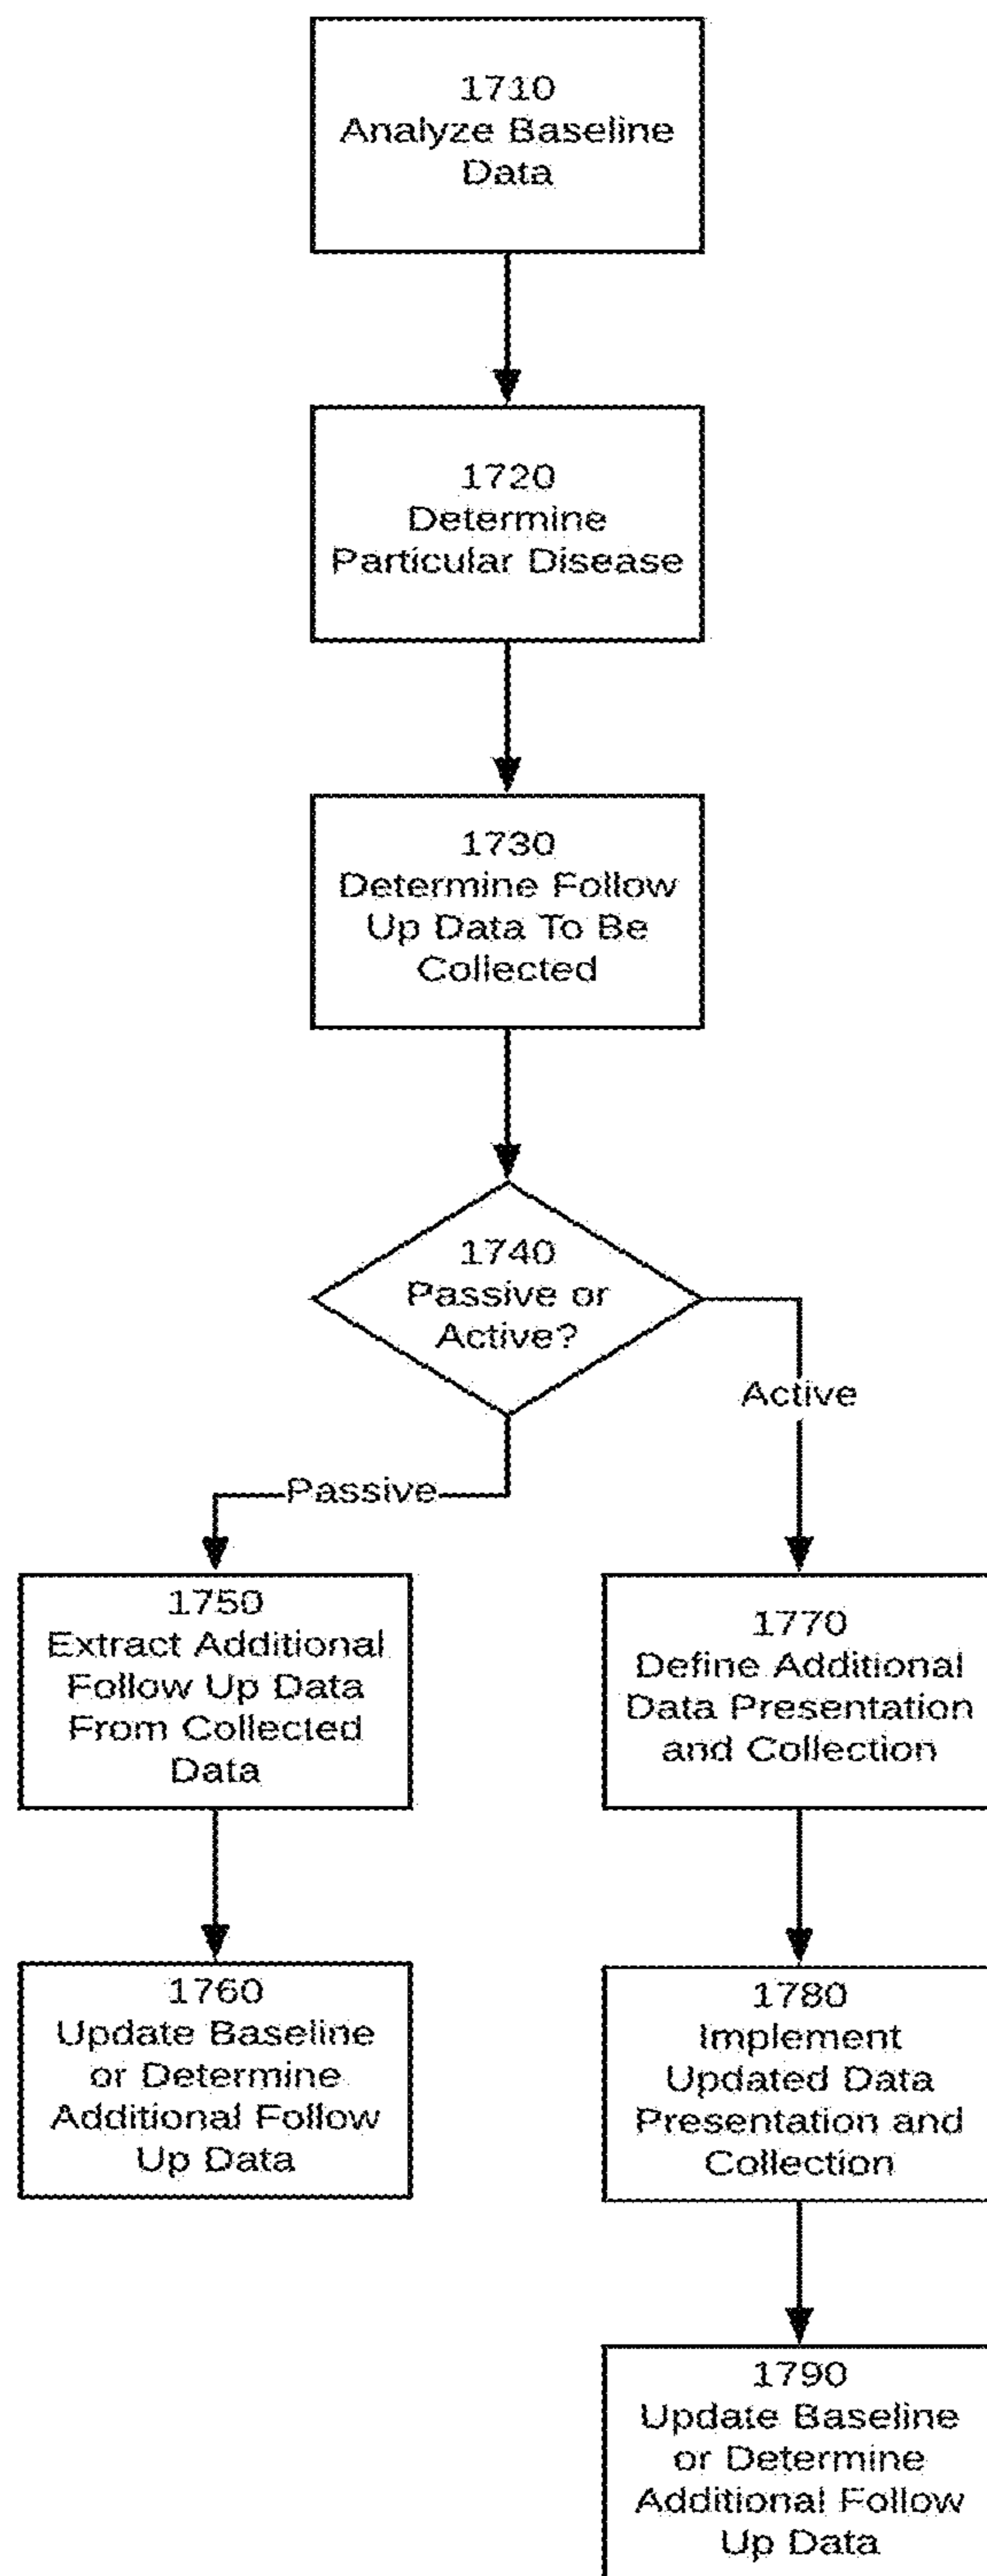 1710
Analyze Baseline
Data
1720
Determine
Particular Disease
1730
Determine Follow
Up Data To Be
Collected
1740
Passive or
Active?
Active
Passive
1750
Extract Additional
Follow Up Data
From Collected
Data
1770
Define Additional
Data Presentation
and Collection
1760
Update Baseline
or Determine
Additional Follow
Up Data
1780
Implement
Updated Data
Presentation and
Collection
1790
Update Baseline
or Determine
Additional Follow
Up Data